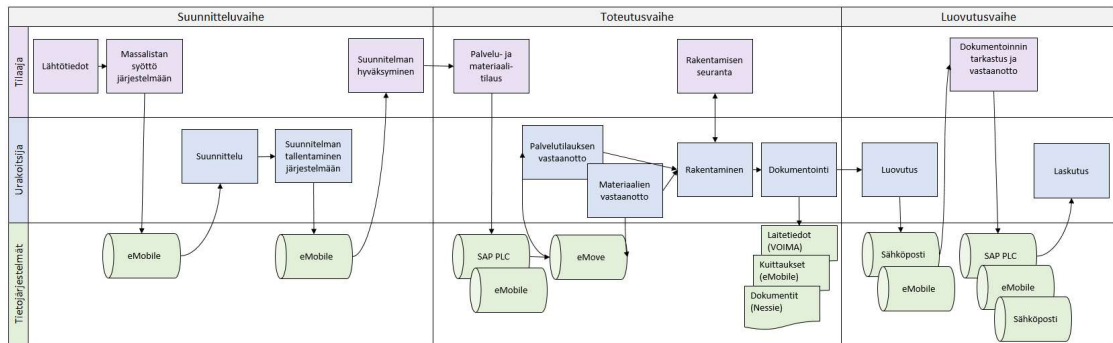 Suunnitteluvaihe
Toteutusvaihe
Luovutusvaihe
Tilaaja
Lähtötiedot
Massalistan
syöttö
järjestelmään
Suunnitelman
hyväksyminen
Palvelu- ja
materiaali-
tilaus
Rakentamisen
seuranta
Dokumentoinnin
tarkastus ja
vastaanotto
Urakoitsija
Suunnittelu
Suunnitelman
tallentaminen
järjestelmään
Palvelutilauksen
vastaanotto
Materiaalien
vastaanotto
Rakentaminen
Dokumentointi
Luovutus
Laskutus
Tietojärjestelmät
eMobile
eMobile
SAP PLC
eMobile
eMove
Laitetiedot
(VOIMA)
Kuittaukset
(eMobile)
Dokumentit
(Nessie)
Sähköposti
eMobile
SAP PLC
eMobile
Sähköposti